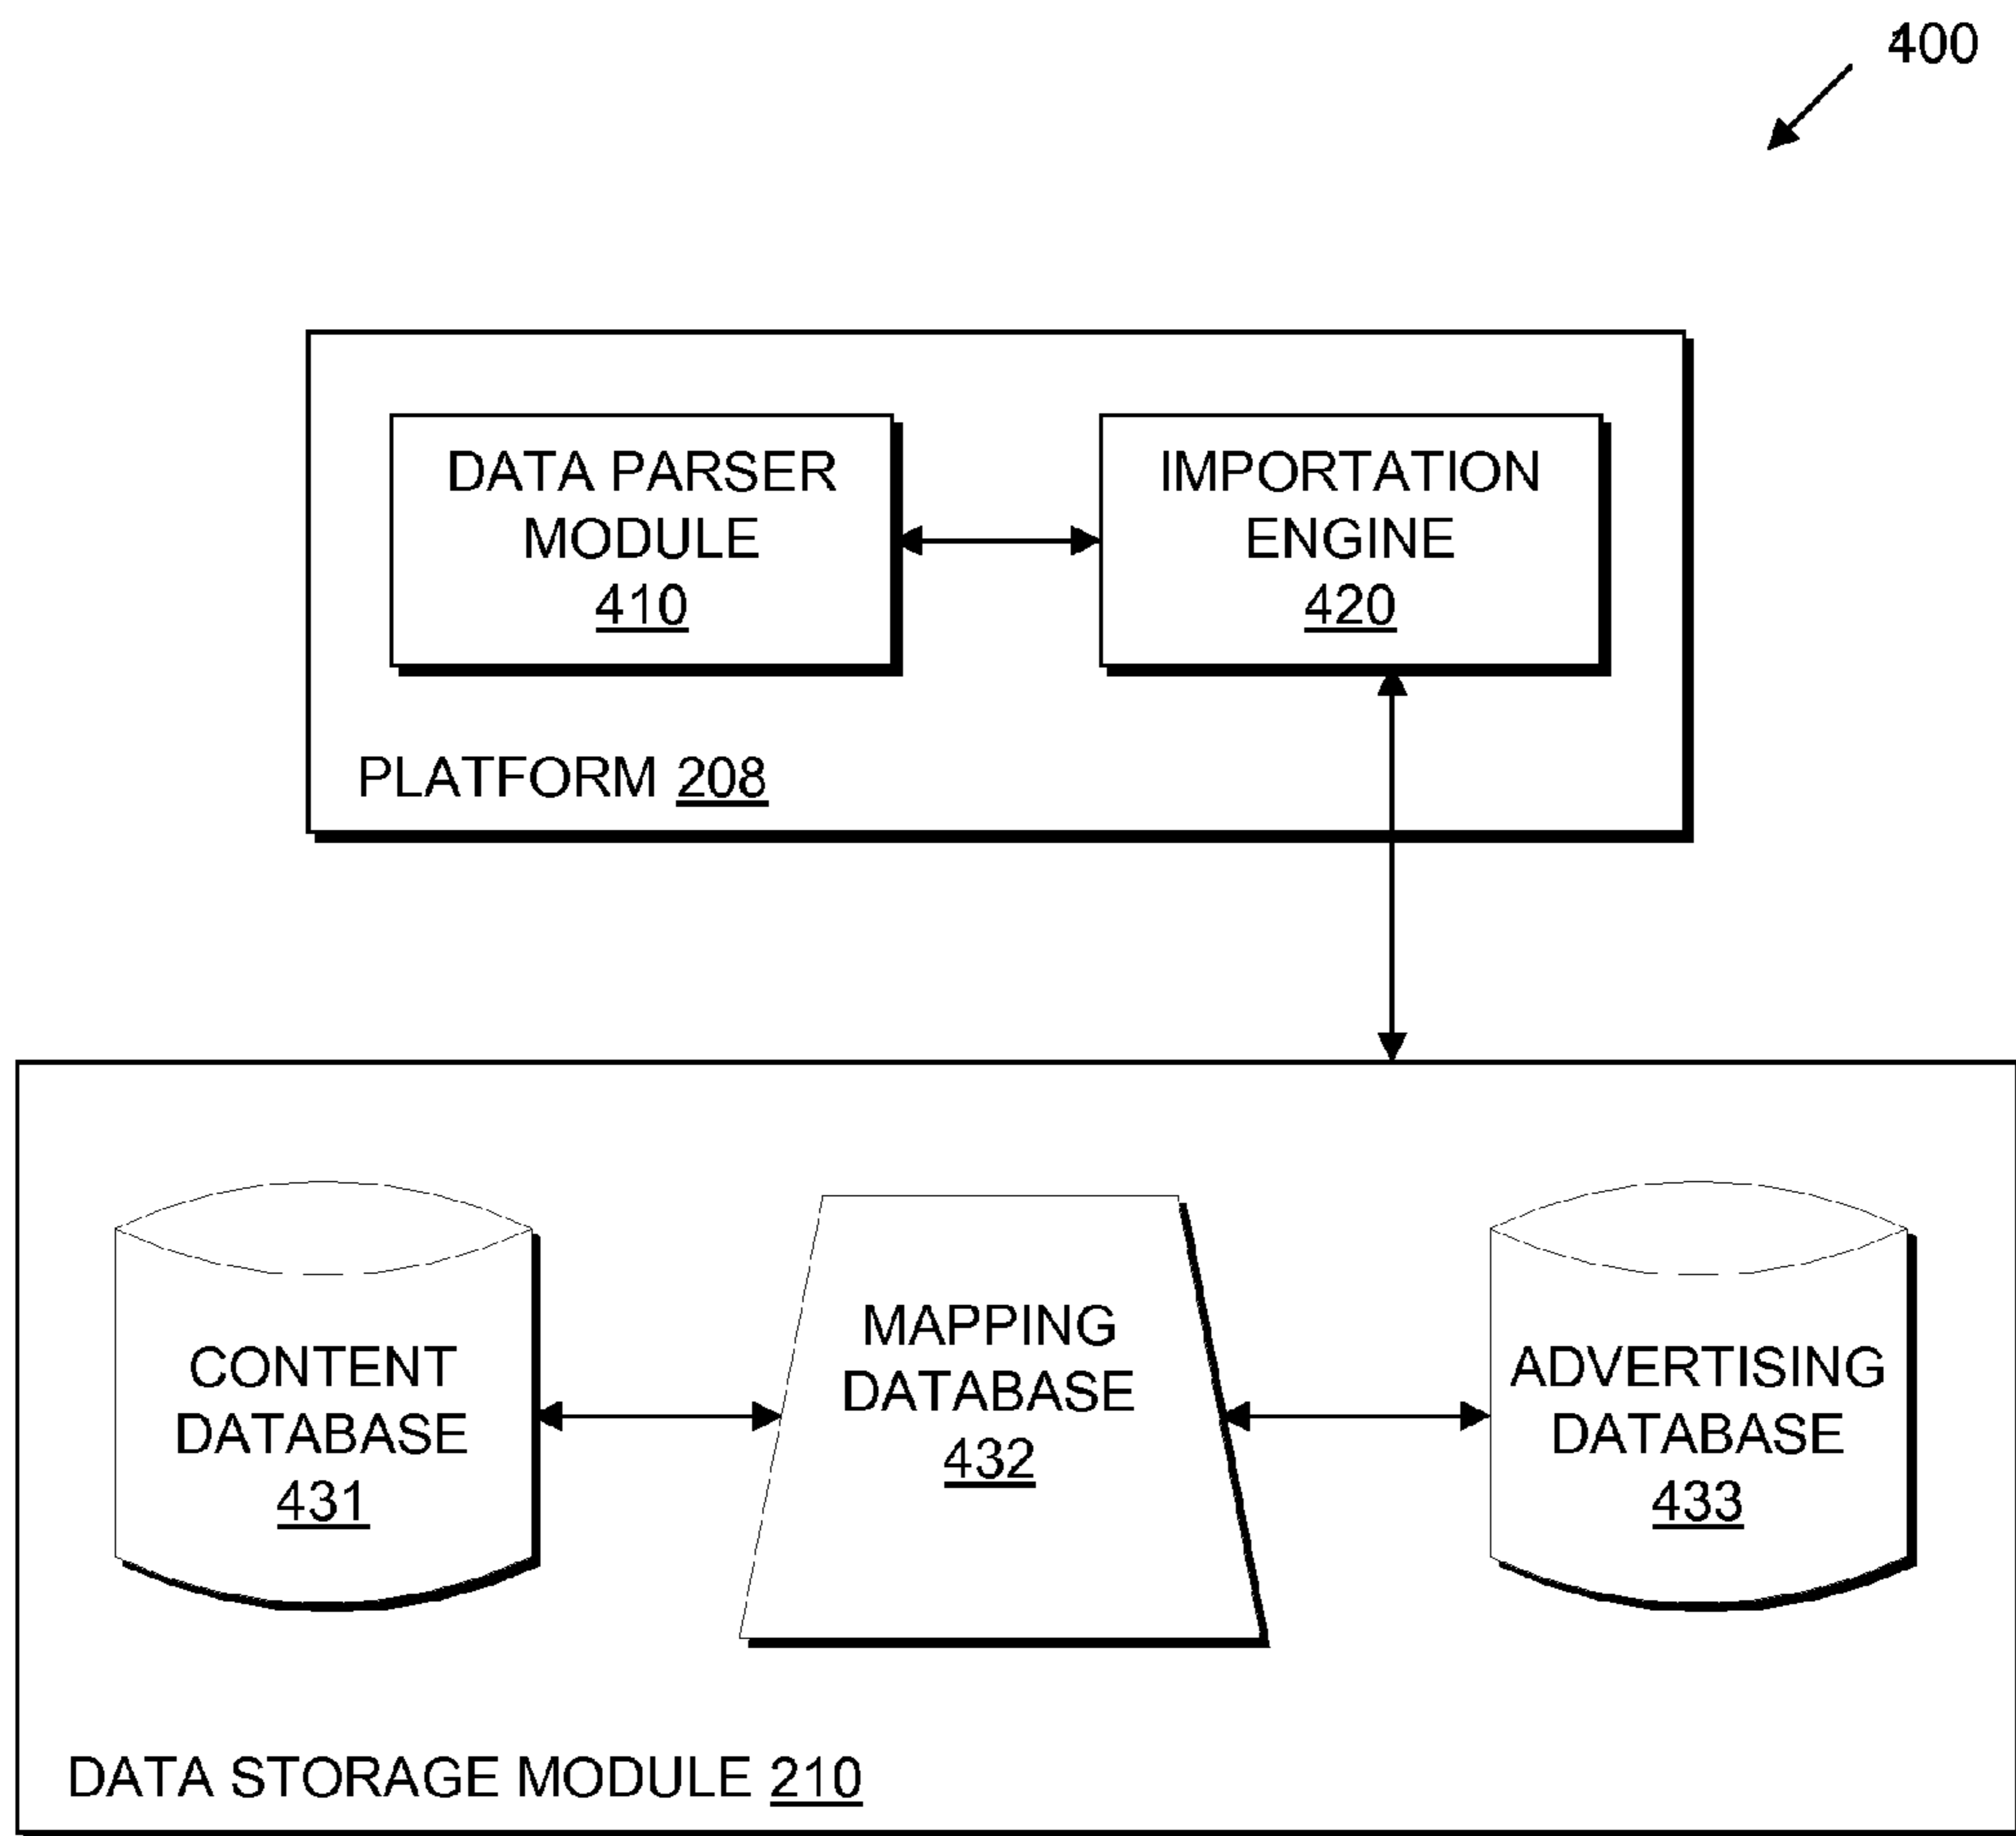 400
DATA PARSER
MODULE
410
IMPORTATION
ENGINE
420
PLATFORM 208
CONTENT
DATABASE
431
MAPPING
DATABASE
432
ADVERTISING
DATABASE
433
DATA STORAGE MODULE 210